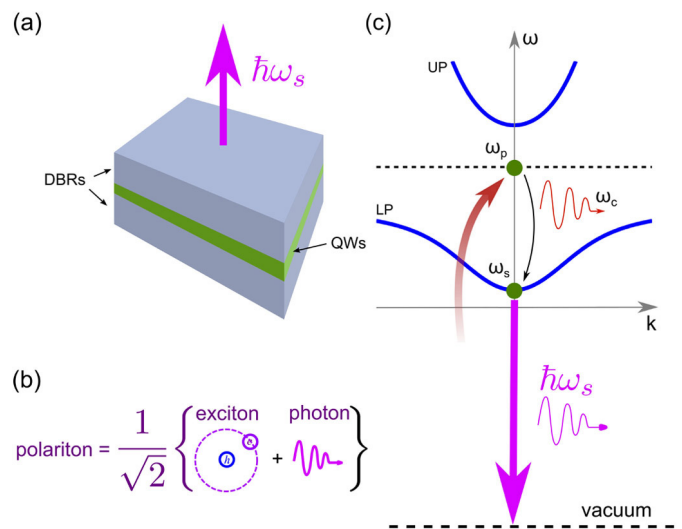 (a)
ħω_s
DBRs
QWs
(b)
polariton = 1/√2 { exciton + photon }
h
e
(c)
ω
UP
ω_p
LP
ω_c
ω_s
k
ħω_s
vacuum